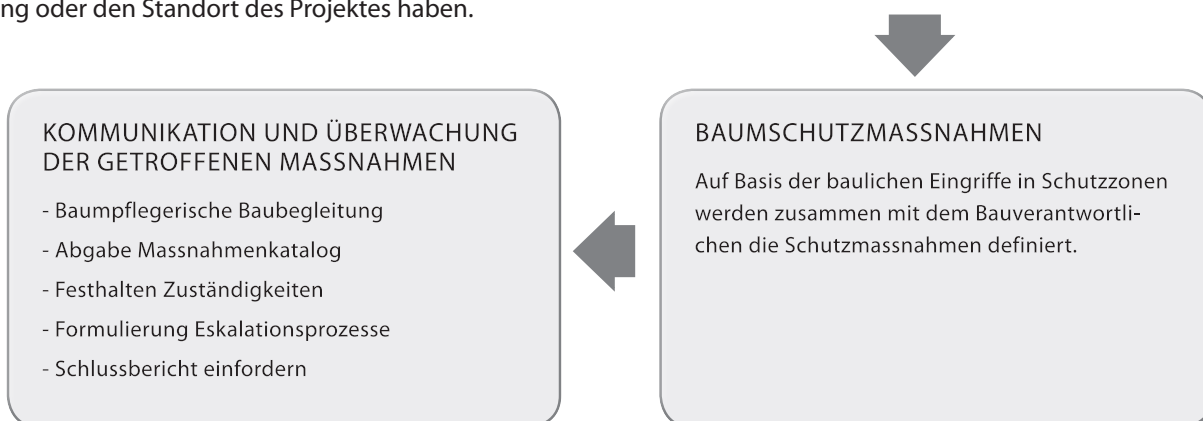 ng oder den Standort des Projektes haben.
KOMMUNIKATION UND ÜBERWACHUNG
DER GETROFFENEN MASSNAHMEN
- Baumpflegerische Baubegleitung
- Abgabe Massnahmenkatalog
- Festhalten Zuständigkeiten
- Formulierung Eskalationsprozesse
- Schlussbericht einfordern
BAUMSCHUTZMASSNAHMEN
Auf Basis der baulichen Eingriffe in Schutzzonen
werden zusammen mit dem Bauverantwortli-
chen die Schutzmassnahmen definiert.